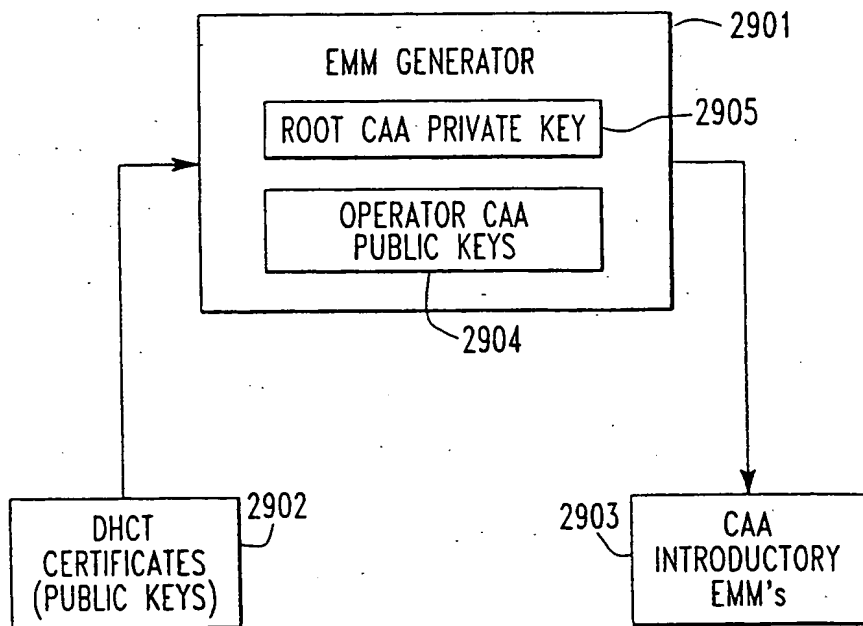 2901
EMM GENERATOR
ROOT CAA PRIVATE KEY
2905
OPERATOR CAA
PUBLIC KEYS
2904
2902
DHCT
CERTIFICATES
(PUBLIC KEYS)
2903
CAA
INTRODUCTORY
EMM's